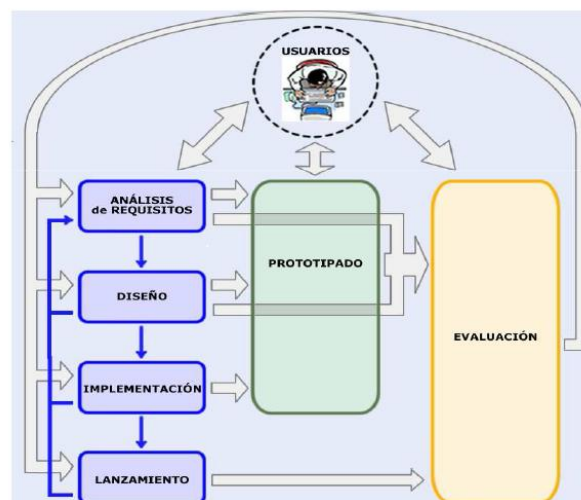 USUARIOS
ANÁLISIS
de REQUISITOS
PROTOTIPADO
DISEÑO
EVALUACIÓN
IMPLEMENTACIÓN
LANZAMIENTO